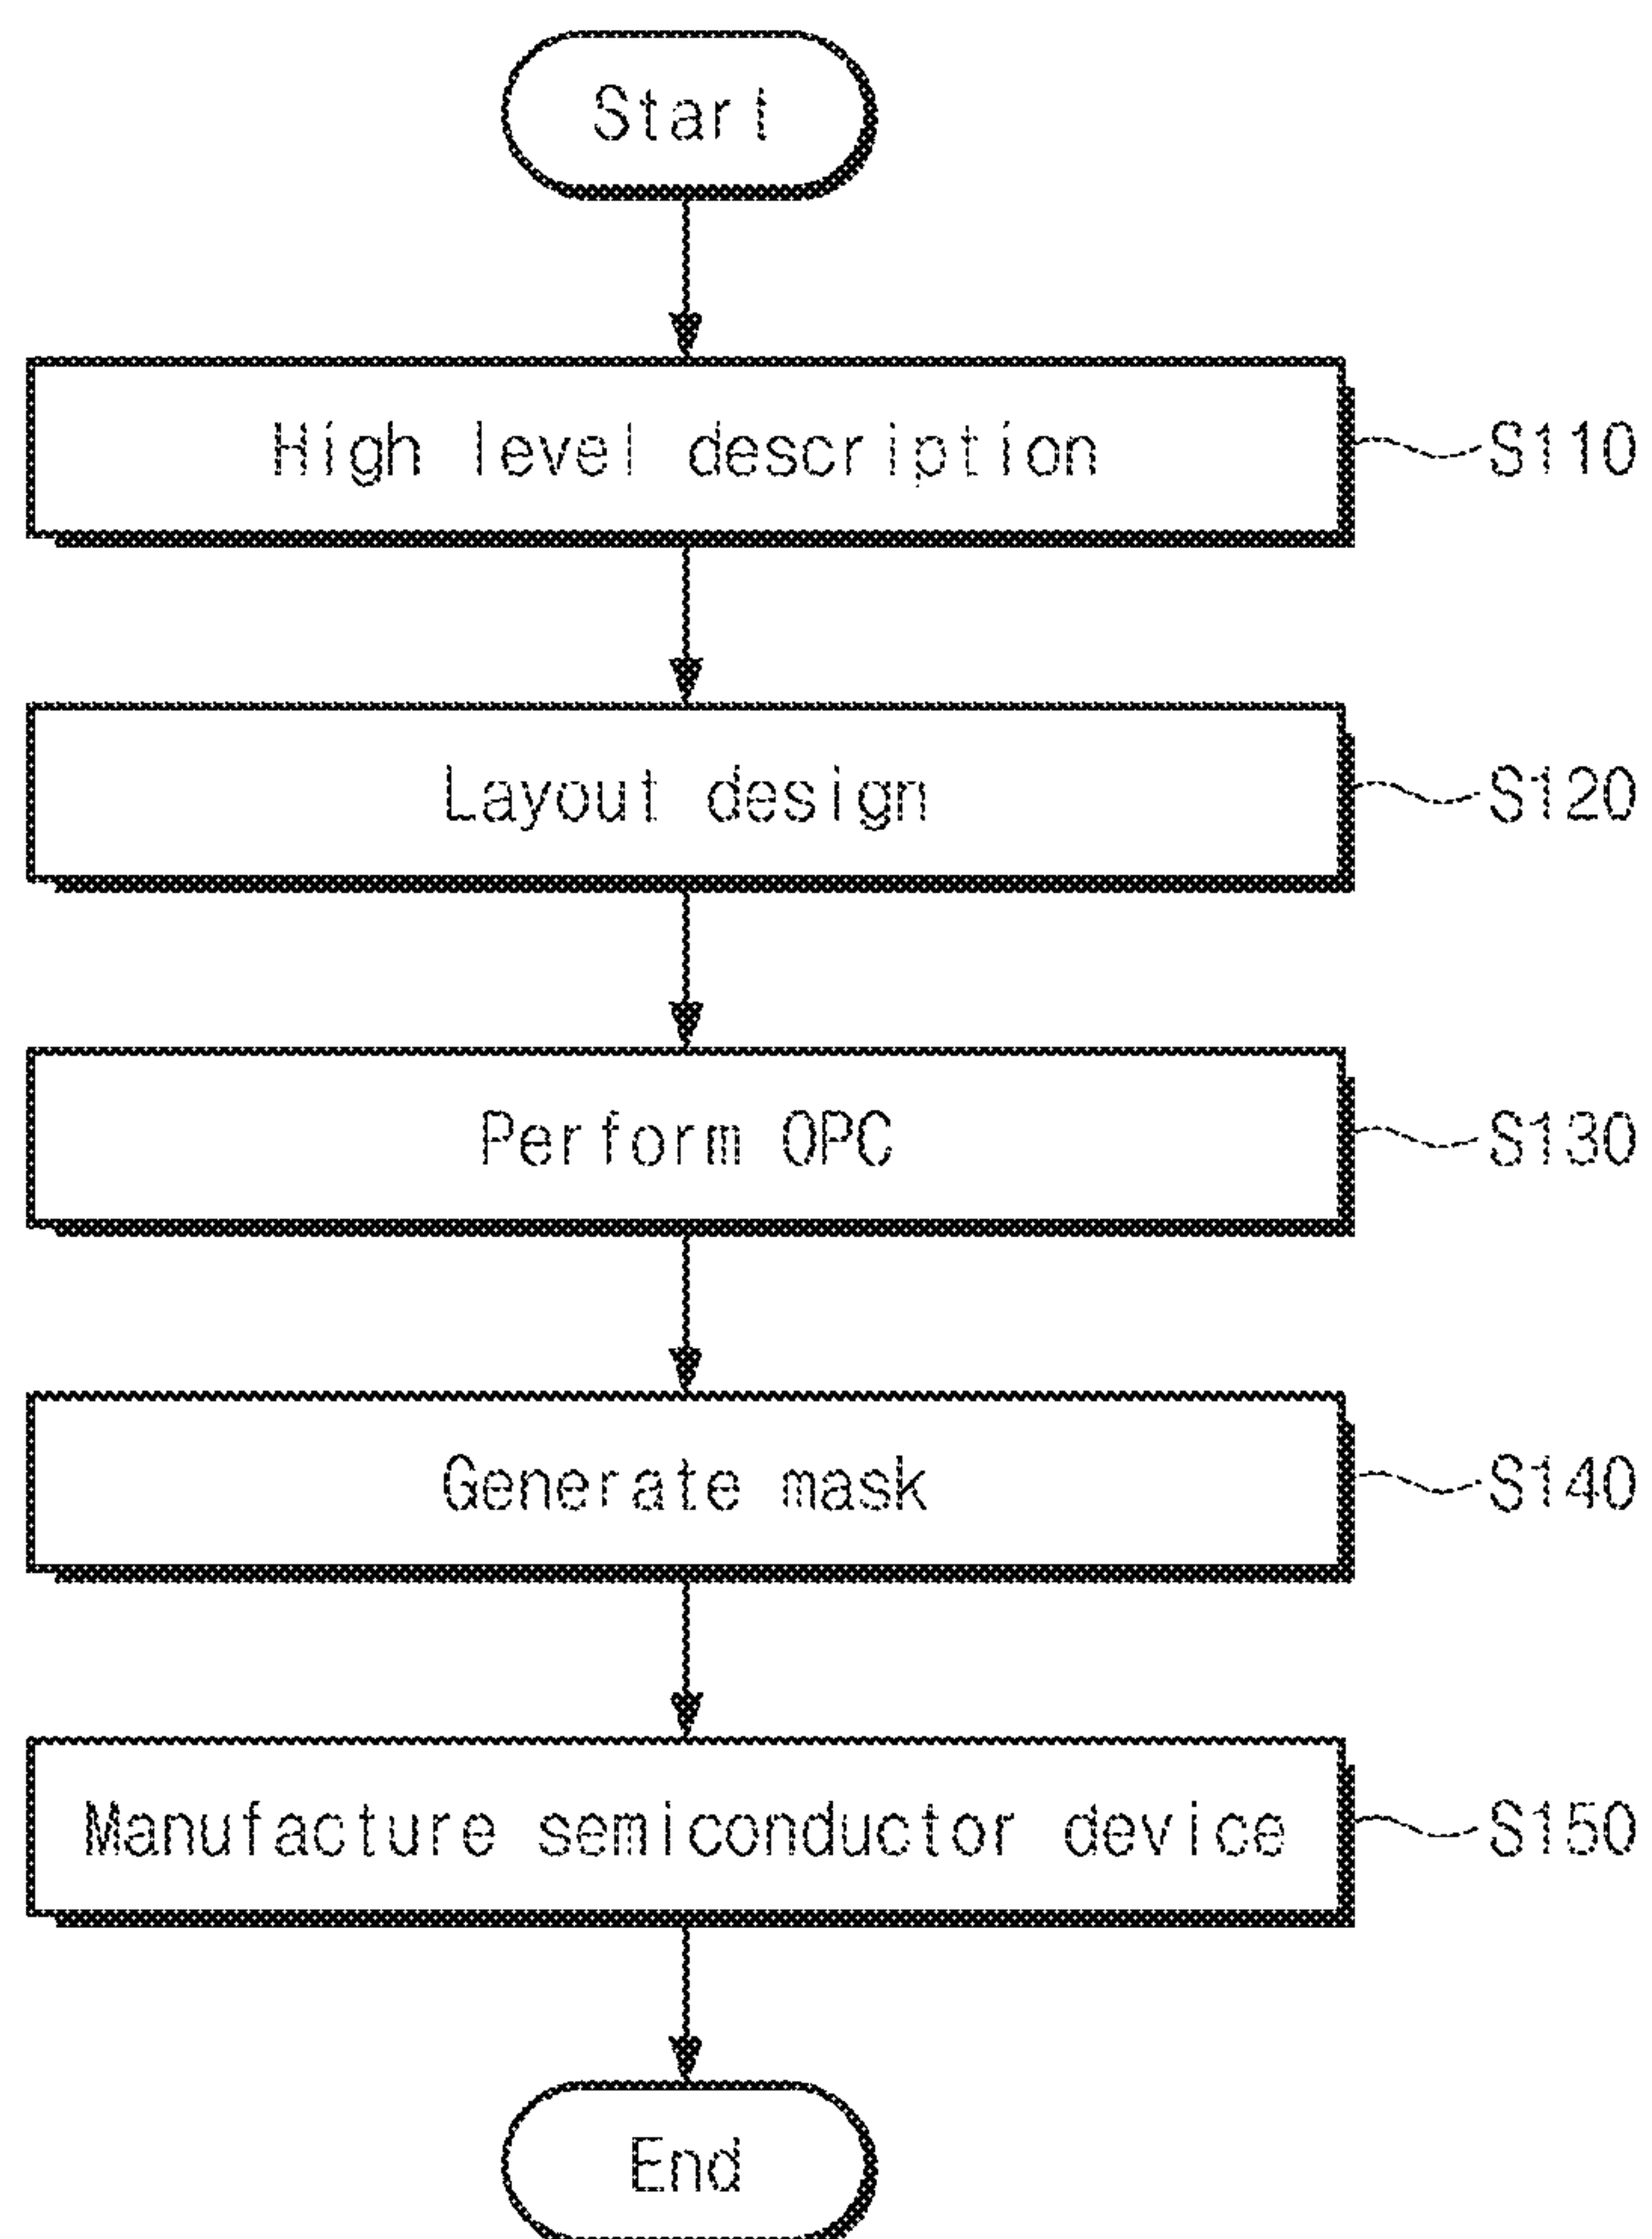 Start
High level description S110
Layout design S120
Perform OPC S130
Generate mask S140
Manufacture semiconductor device S150
End